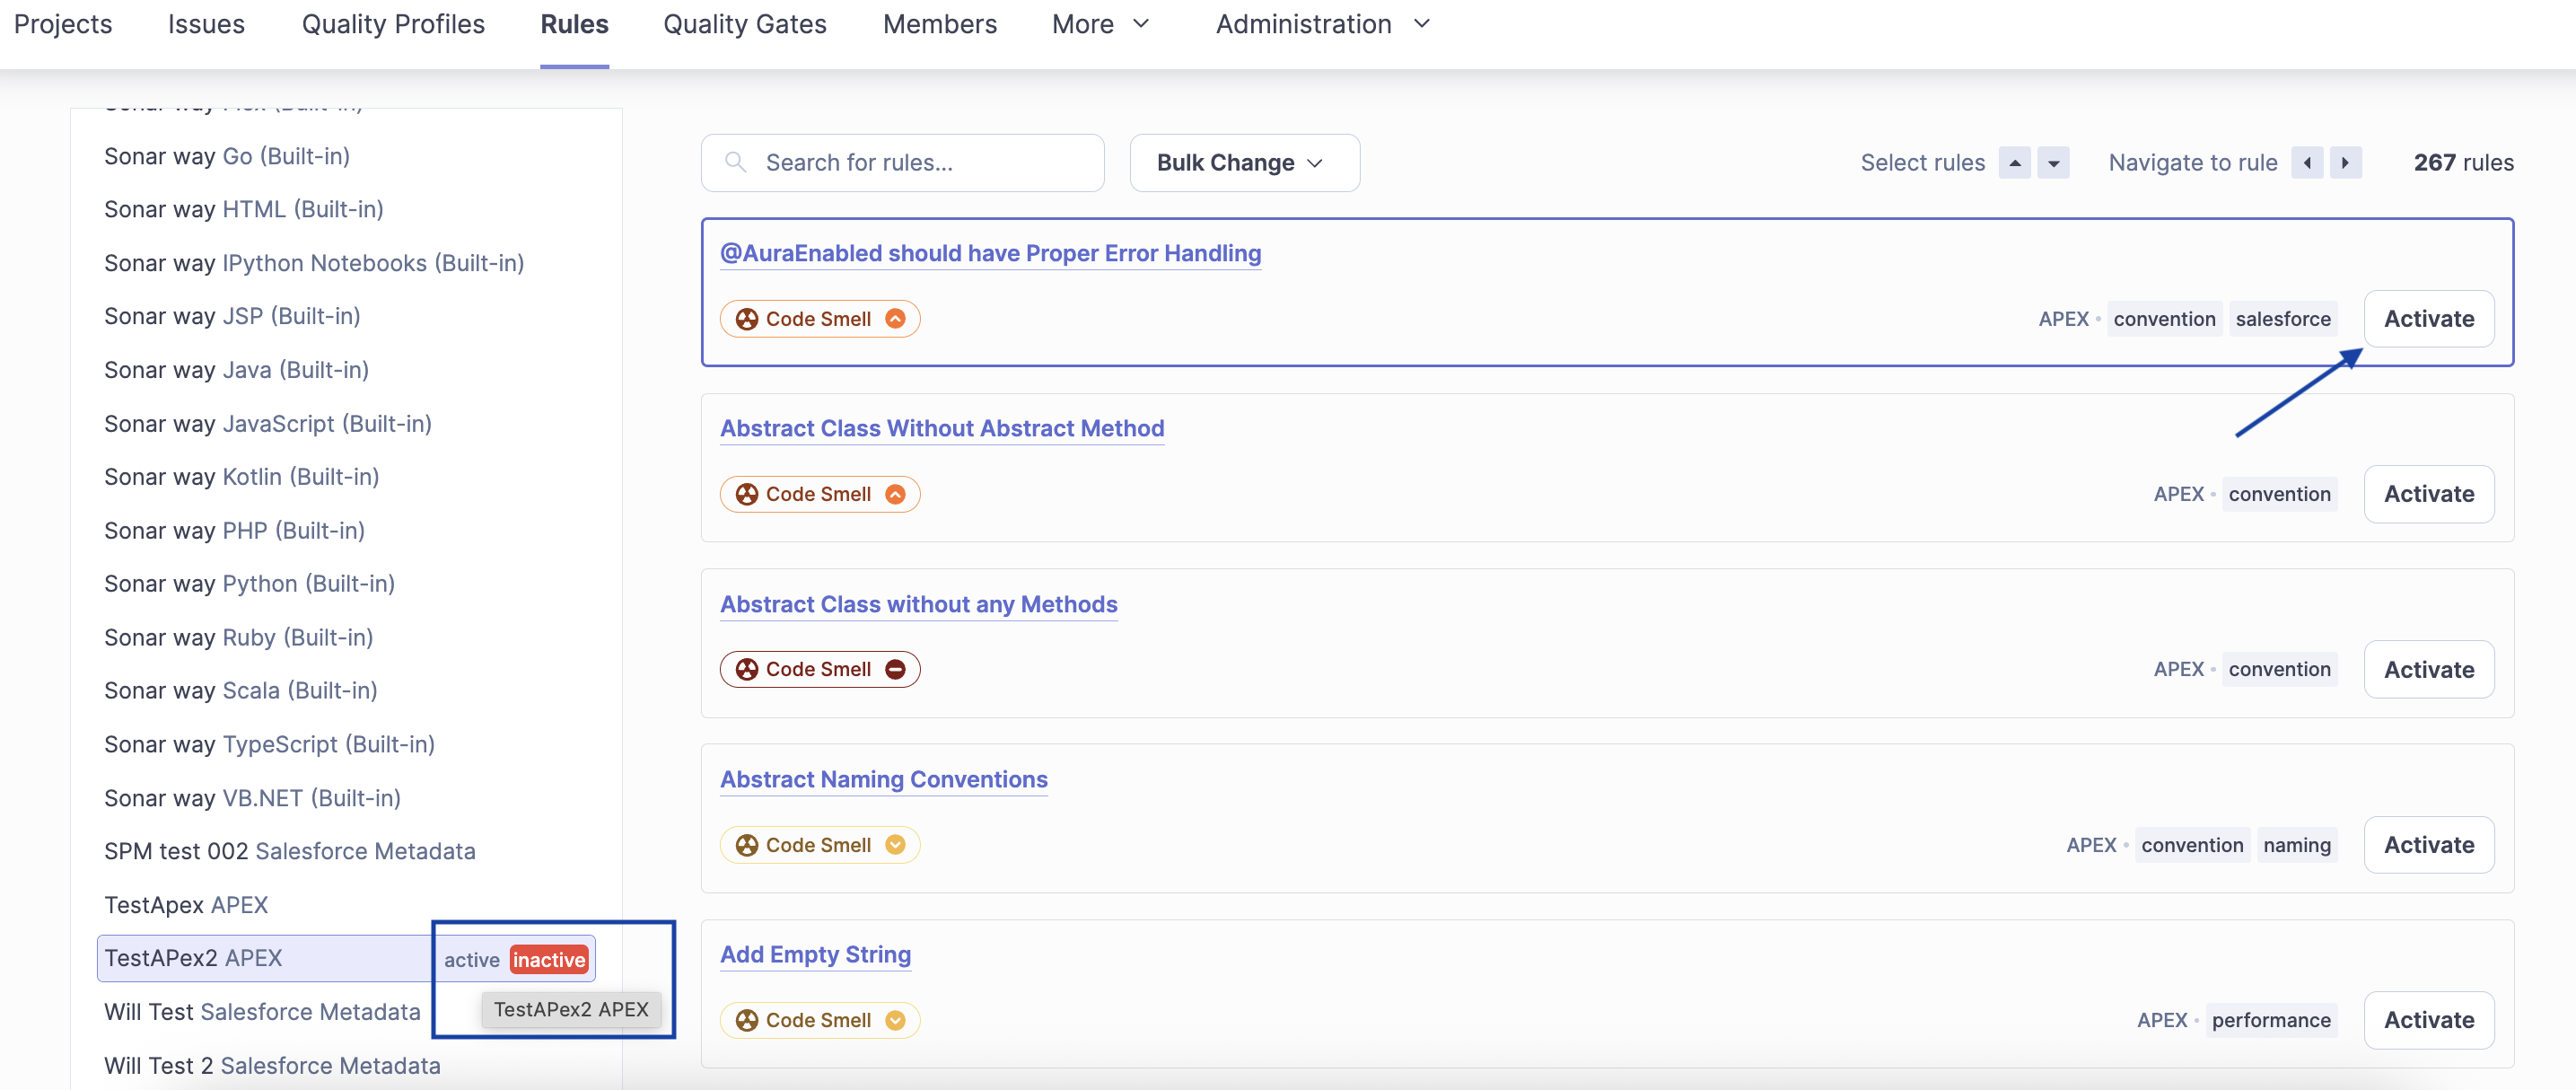 Projects Issues Quality Profiles Rules Quality Gates Members More Administration
Sonar way Go (Built-in)
Sonar way HTML (Built-in)
Sonar way IPython Notebooks (Built-in)
Sonar way JSP (Built-in)
Sonar way Java (Built-in)
Sonar way JavaScript (Built-in)
Sonar way Kotlin (Built-in)
Sonar way PHP (Built-in)
Sonar way Python (Built-in)
Sonar way Ruby (Built-in)
Sonar way Scala (Built-in)
Sonar way TypeScript (Built-in)
Sonar way VB.NET (Built-in)
SPM test 002 Salesforce Metadata
TestApex APEX
TestAPex2 APEX active inactive
TestAPex2 APEX
Will Test Salesforce Metadata
Will Test 2 Salesforce Metadata
Search for rules... Bulk Change Select rules Navigate to rule 267 rules
@AuraEnabled should have Proper Error Handling
Code Smell APEX • convention salesforce Activate
Abstract Class Without Abstract Method
Code Smell APEX • convention Activate
Abstract Class without any Methods
Code Smell APEX • convention Activate
Abstract Naming Conventions
Code Smell APEX • convention naming Activate
Add Empty String
Code Smell APEX • performance Activate